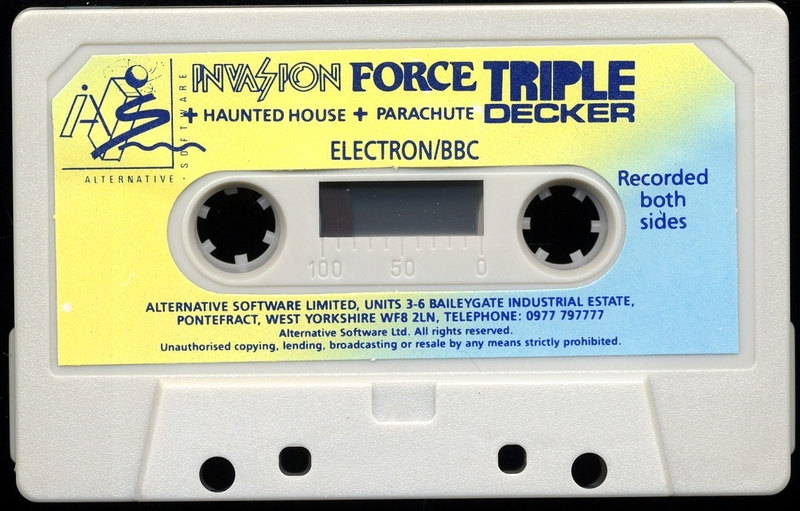 INVASION FORCE TRIPLE DECKER
+ HAUNTED HOUSE + PARACHUTE
ELECTRON/BBC
iAS
ALTERNATIVE · SOFTWARE
Recorded
both
sides
100 50 0
ALTERNATIVE SOFTWARE LIMITED, UNITS 3-6 BAILEYGATE INDUSTRIAL ESTATE,
PONTEFRACT, WEST YORKSHIRE WF8 2LN, TELEPHONE: 0977 797777
Alternative Software Ltd. All rights reserved.
Unauthorised copying, lending, broadcasting or resale by any means strictly prohibited.